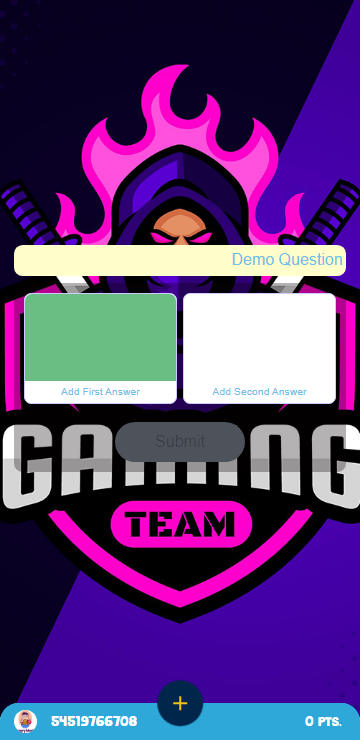 Demo Question
Add First Answer
Add Second Answer
Submit
GAMING
TEAM
54519766708
0 PTS.